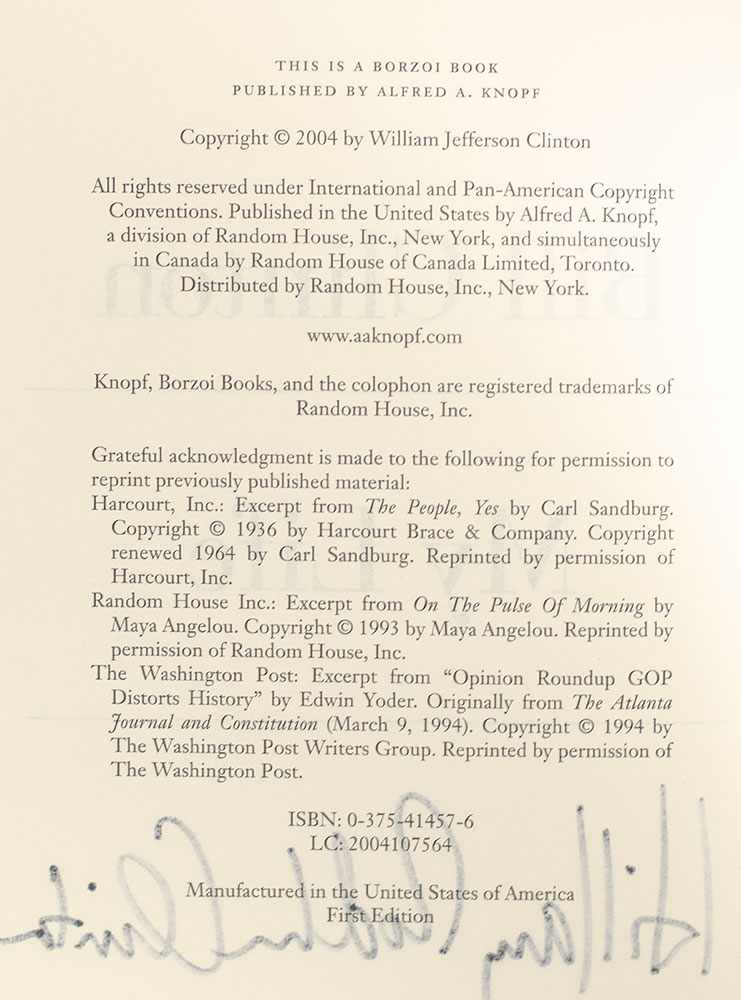 THIS IS A BORZOI BOOK
PUBLISHED BY ALFRED A. KNOPF
Copyright © 2004 by William Jefferson Clinton
All rights reserved under International and Pan-American Copyright
Conventions. Published in the United States by Alfred A. Knopf,
a division of Random House, Inc., New York, and simultaneously
in Canada by Random House of Canada Limited, Toronto.
Distributed by Random House, Inc., New York.
www.aaknopf.com
Knopf, Borzoi Books, and the colophon are registered trademarks of
Random House, Inc.
Grateful acknowledgment is made to the following for permission to
reprint previously published material:
Harcourt, Inc.: Excerpt from The People, Yes by Carl Sandburg.
Copyright © 1936 by Harcourt Brace & Company. Copyright
renewed 1964 by Carl Sandburg. Reprinted by permission of
Harcourt, Inc.
Random House Inc.: Excerpt from On The Pulse Of Morning by
Maya Angelou. Copyright © 1993 by Maya Angelou. Reprinted by
permission of Random House, Inc.
The Washington Post: Excerpt from “Opinion Roundup GOP
Distorts History” by Edwin Yoder. Originally from The Atlanta
Journal and Constitution (March 9, 1994). Copyright © 1994 by
The Washington Post Writers Group. Reprinted by permission of
The Washington Post.
ISBN: 0-375-41457-6
LC: 2004107564
Manufactured in the United States of America
First Edition
Hillary Rodham Clinton